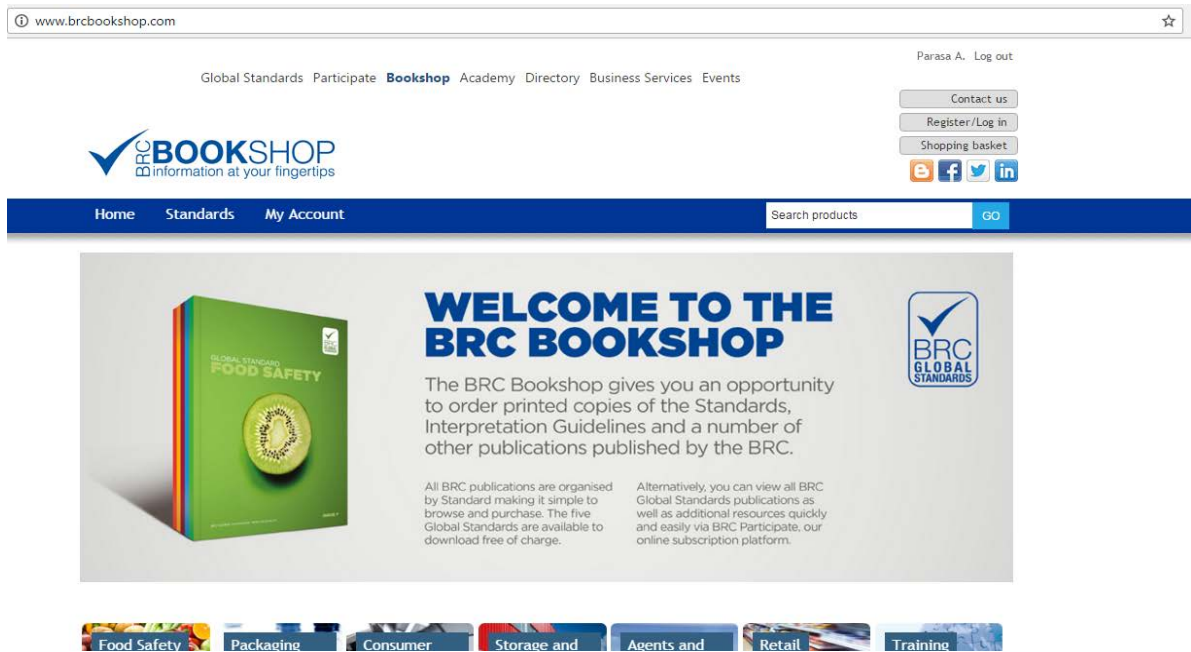 www.brcbookshop.com
Parasa A. Log out
Global Standards Participate Bookshop Academy Directory Business Services Events
Contact us
Register/Log in
Shopping basket
BRC BOOKSHOP
information at your fingertips
Home Standards My Account
Search products GO
GLOBAL STANDARD
FOOD SAFETY
WELCOME TO THE
BRC BOOKSHOP
BRC
GLOBAL
STANDARDS
The BRC Bookshop gives you an opportunity
to order printed copies of the Standards,
Interpretation Guidelines and a number of
other publications published by the BRC.
All BRC publications are organised
by Standard making it simple to
browse and purchase. The five
Global Standards are available to
download free of charge.
Alternatively, you can view all BRC
Global Standards publications as
well as additional resources quickly
and easily via BRC Participate, our
online subscription platform.
Food Safety Packaging Consumer Storage and Agents and Retail Training